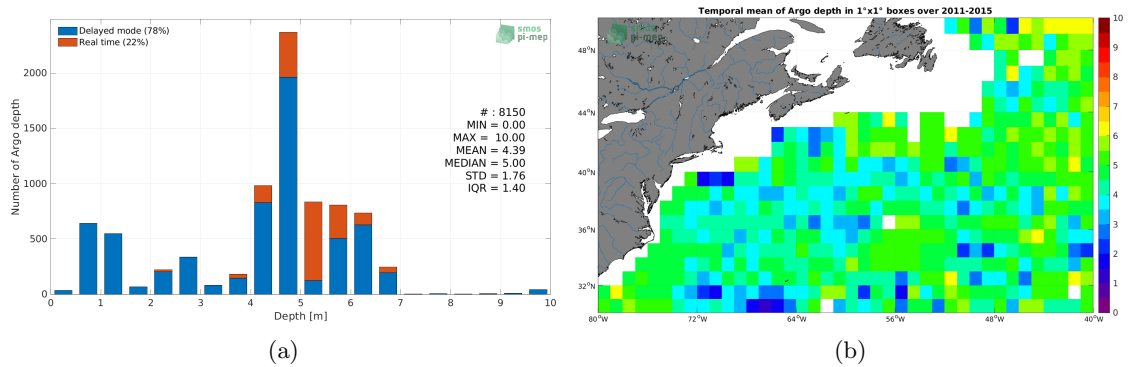 Delayed mode (78%)
Real time (22%)
smos
pi-mep
Number of Argo depth
2000
1500
1000
500
0
# : 8150
MIN = 0.00
MAX = 10.00
MEAN = 4.39
MEDIAN = 5.00
STD = 1.76
IQR = 1.40
0 1 2 3 4 5 6 7 8 9 10
Depth [m]
(a)
Temporal mean of Argo depth in 1°x1° boxes over 2011-2015
smos
pi-mep
48°N
44°N
40°N
36°N
32°N
80°W 72°W 64°W 56°W 48°W 40°W
10
9
8
7
6
5
4
3
2
1
0
(b)